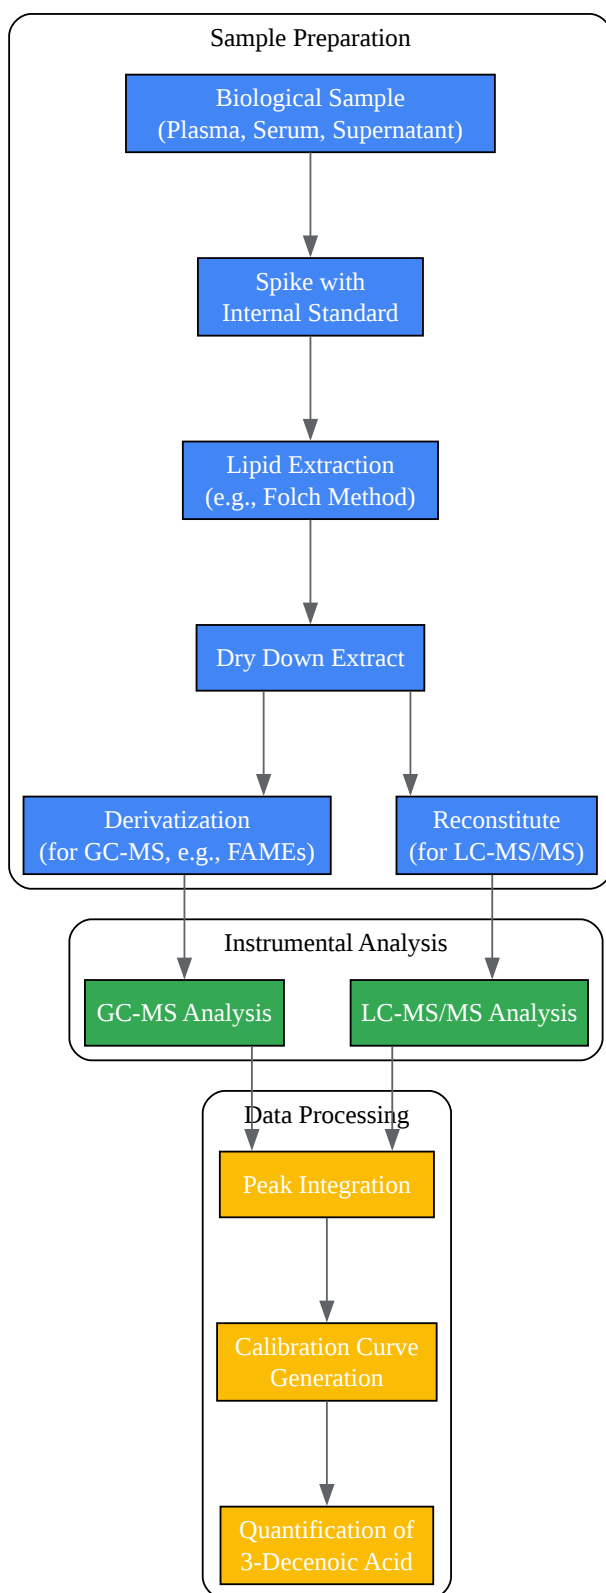 Sample Preparation
Biological Sample
(Plasma, Serum, Supernatant)
Spike with
Internal Standard
Lipid Extraction
(e.g., Folch Method)
Dry Down Extract
Derivatization
(for GC-MS, e.g., FAMEs)
Reconstitute
(for LC-MS/MS)
Instrumental Analysis
GC-MS Analysis
LC-MS/MS Analysis
Data Processing
Peak Integration
Calibration Curve
Generation
Quantification of
3-Decenoic Acid